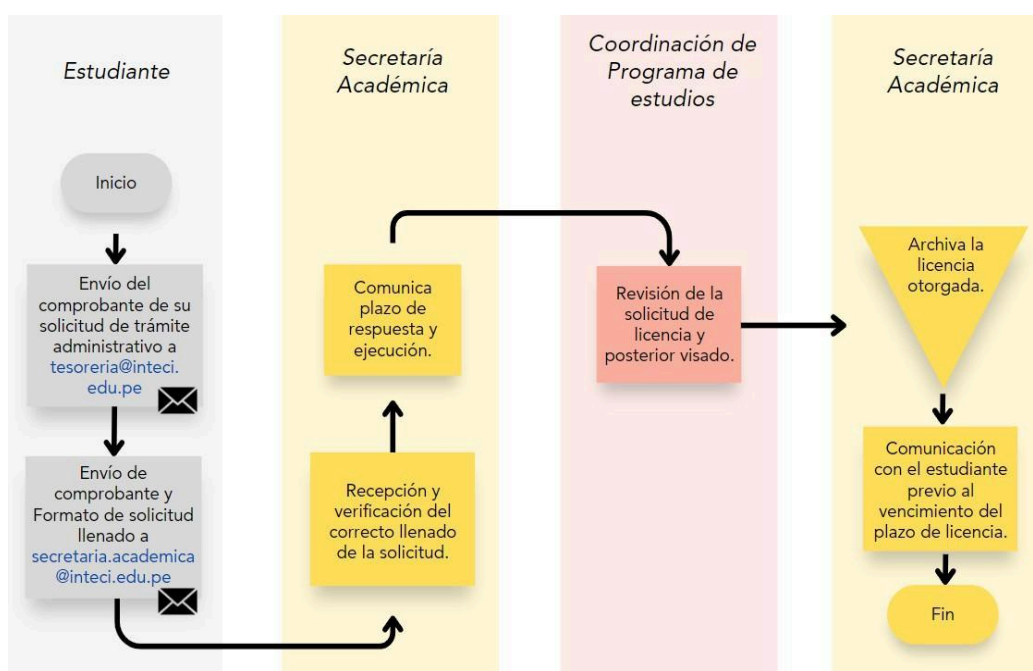 Estudiante
Secretaría
Académica
Coordinación de
Programa de
estudios
Secretaría
Académica
Inicio
Envío del
comprobante de su
solicitud de trámite
administrativo a
tesoreria@inteci.
edu.pe
Envío de
comprobante y
Formato de solicitud
llenado a
secretaria.academica
@inteci.edu.pe
Recepción y
verificación del
correcto llenado
de la solicitud.
Comunica
plazo de
respuesta y
ejecución.
Revisión de la
solicitud de
licencia y
posterior visado.
Archiva la
licencia
otorgada.
Comunicación
con el estudiante
previo al
vencimiento del
plazo de licencia.
Fin